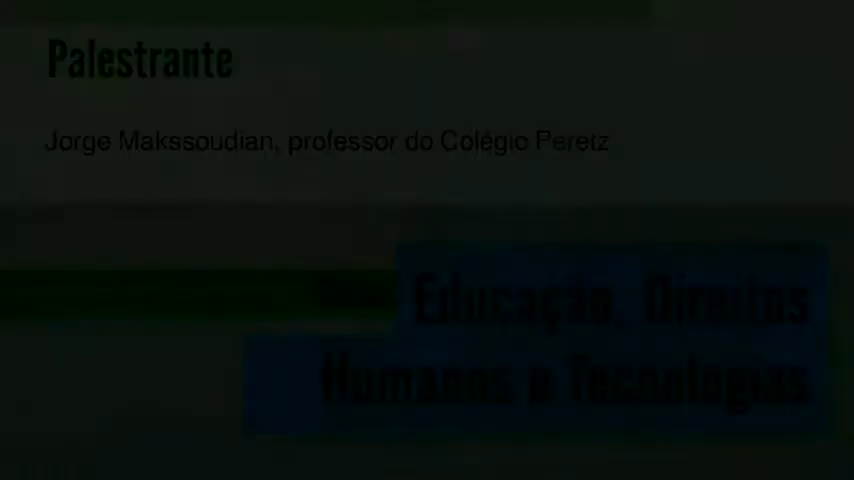 Palestrante
Jorge Makssoudian, professor do Colégio Peretz
Educação, Direitos
Humanos e Tecnologias